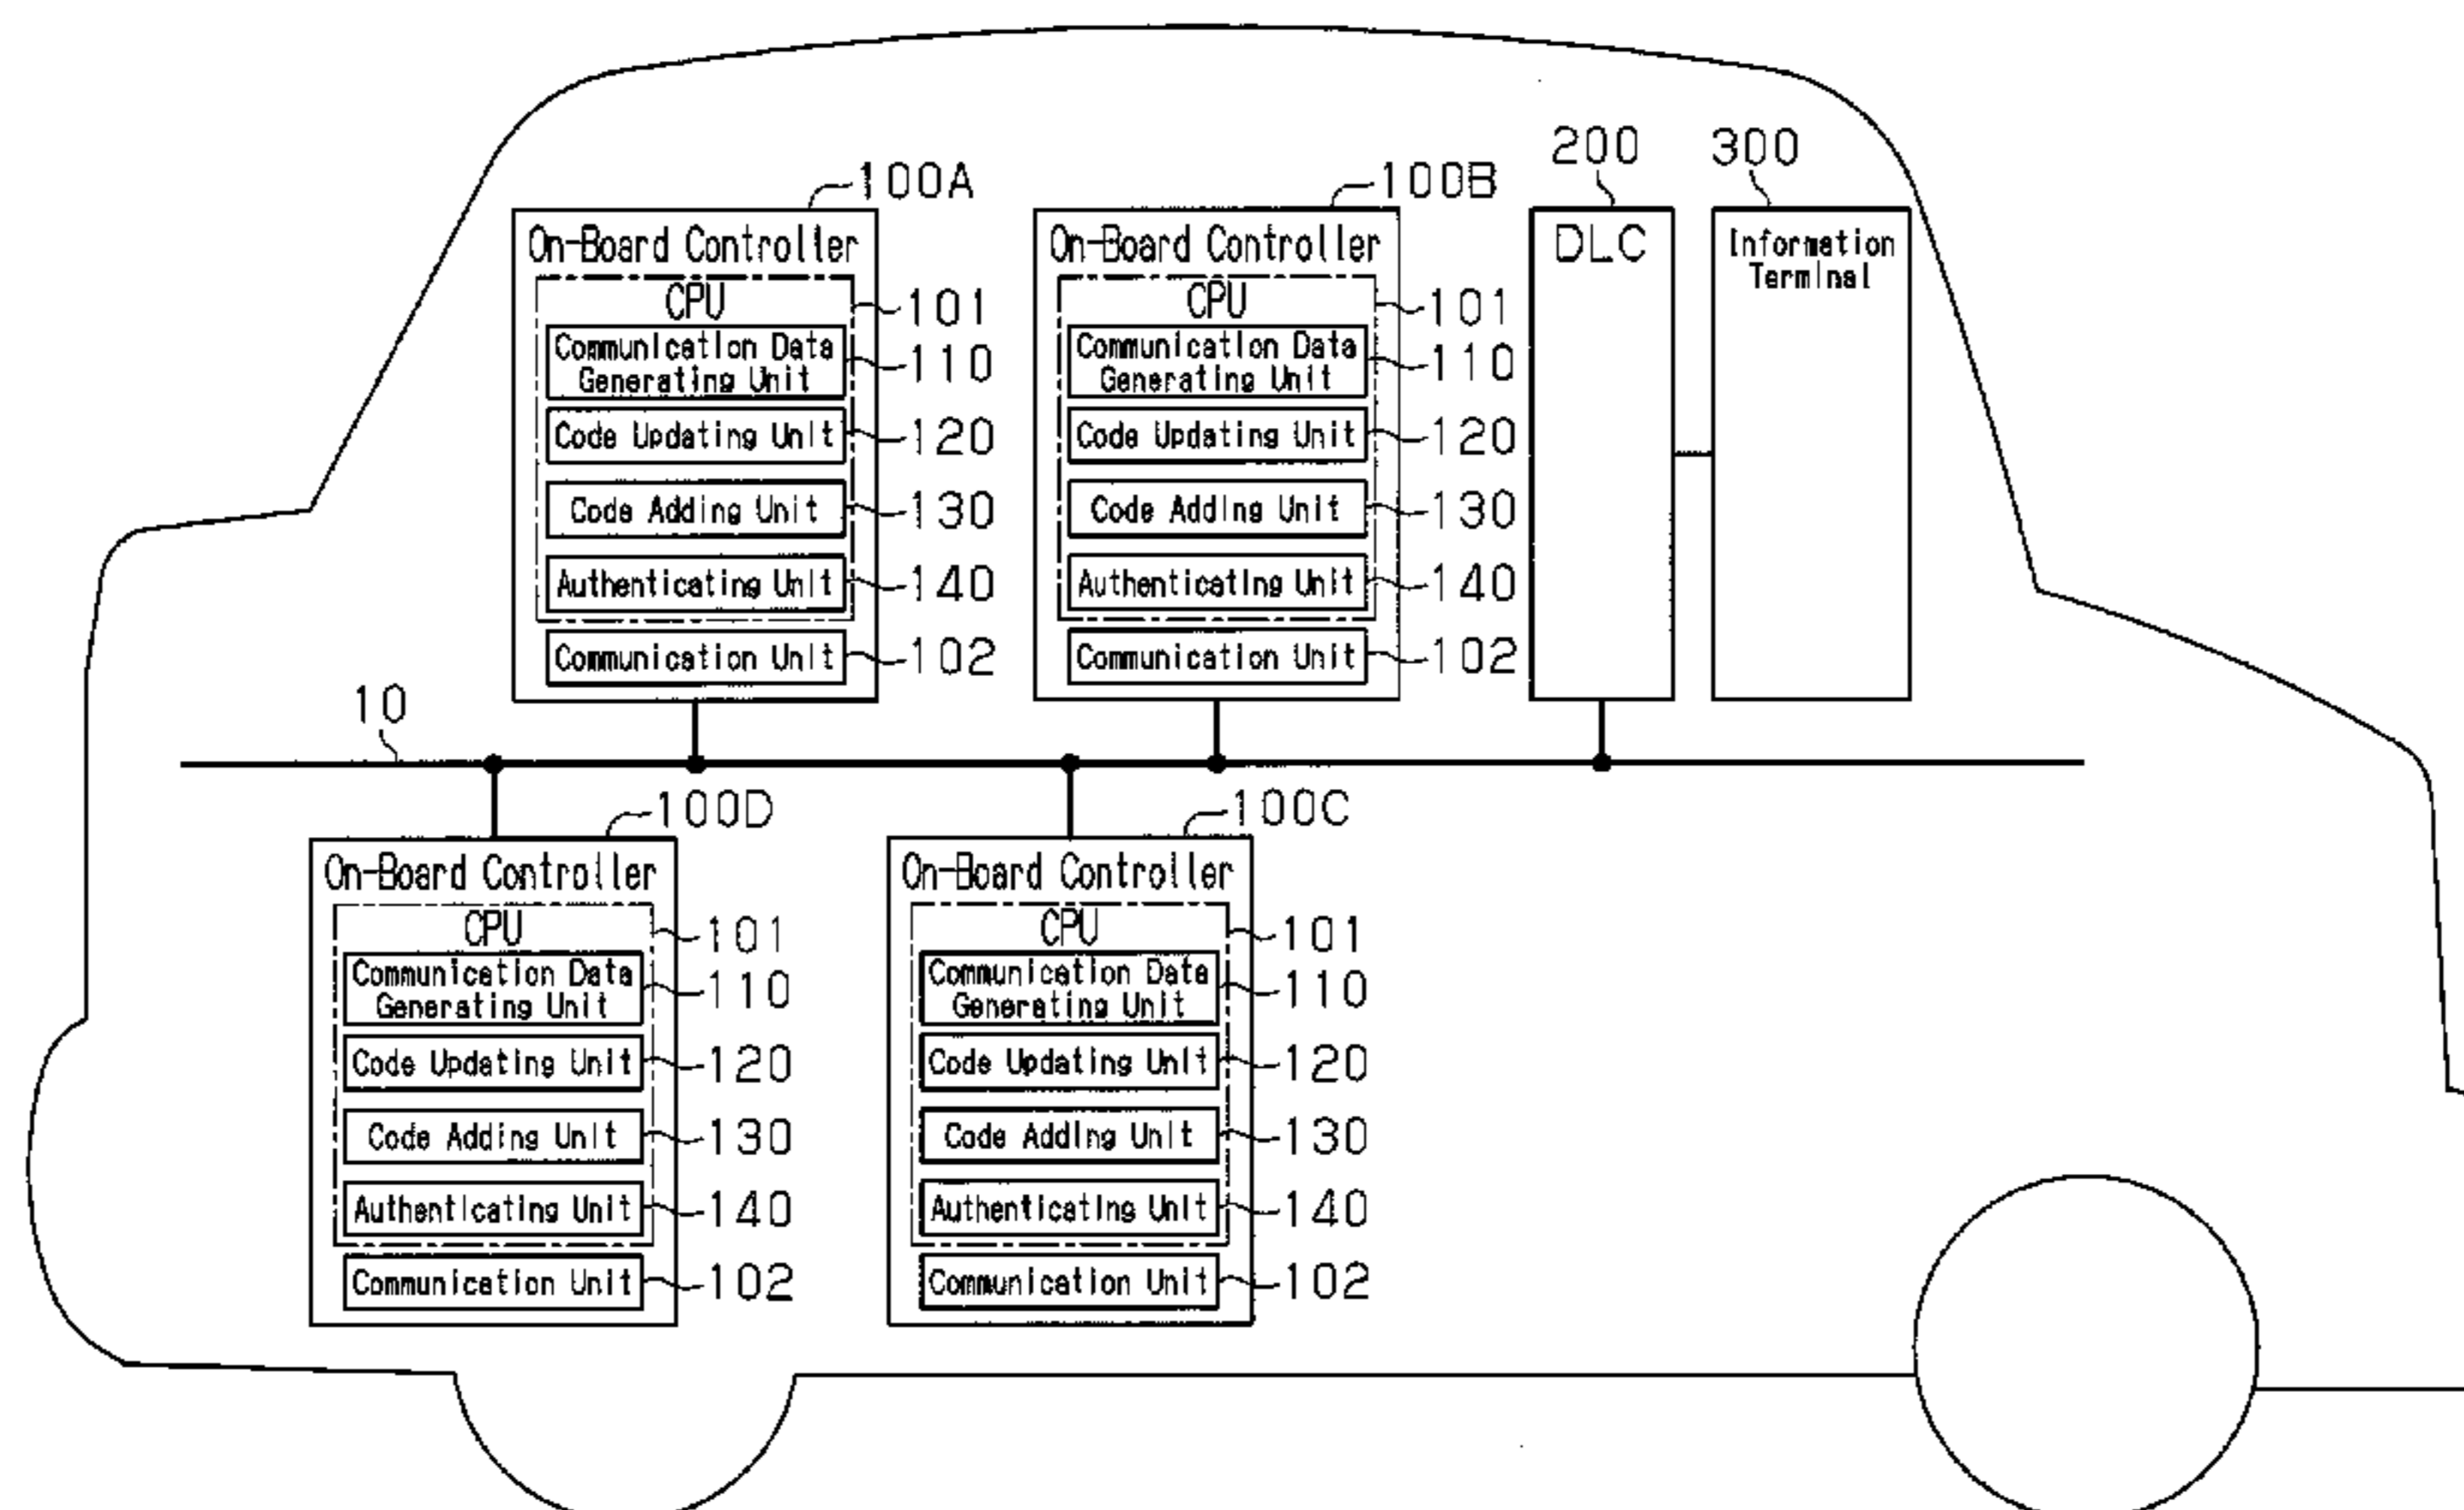 200
300
100A
100B
On-Board Controller
CPU
101
Communication Data
Generating Unit
110
Code Updating Unit
120
Code Adding Unit
130
Authenticating Unit
140
Communication Unit
102
On-Board Controller
CPU
101
Communication Data
Generating Unit
110
Code Updating Unit
120
Code Adding Unit
130
Authenticating Unit
140
Communication Unit
102
DLC
Information
Terminal
10
100D
100C
On-Board Controller
CPU
101
Communication Data
Generating Unit
110
Code Updating Unit
120
Code Adding Unit
130
Authenticating Unit
140
Communication Unit
102
On-Board Controller
CPU
101
Communication Data
Generating Unit
110
Code Updating Unit
120
Code Adding Unit
130
Authenticating Unit
140
Communication Unit
102